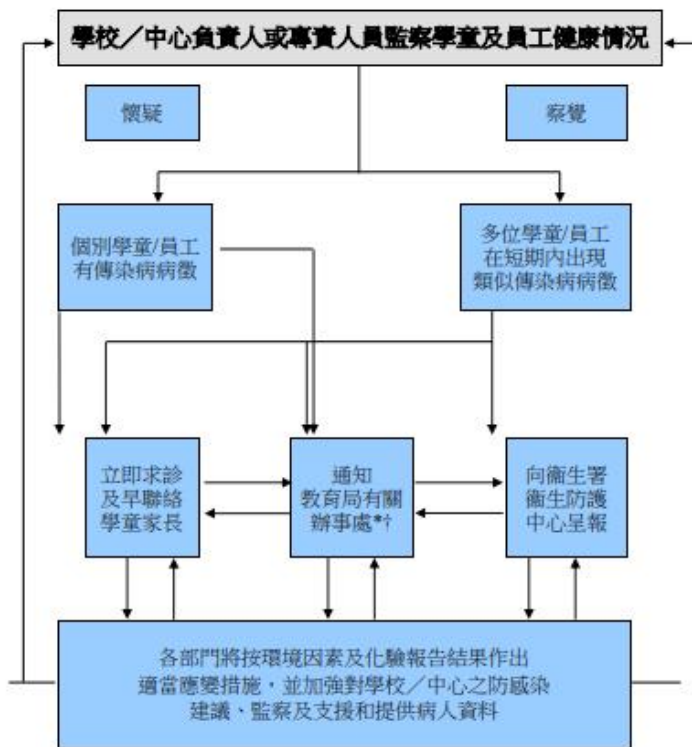 學校／中心負責人或專責人員監察學童及員工健康情況
懷疑
察覺
個別學童/員工
有傳染病病徵
多位學童/員工
在短期內出現
類似傳染病病徵
立即求診
及早聯絡
學童家長
通知
教育局有關
辦事處*†
向衞生署
衞生防護
中心呈報
各部門將按環境因素及化驗報告結果作出
適當應變措施，並加強對學校／中心之防感染
建議、監察及支援和提供病人資料